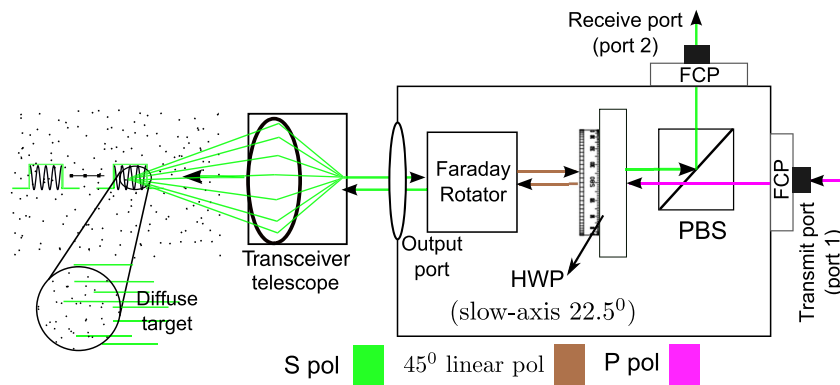 Receive port
(port 2)
FCP
FCP
Transmit port
(port 1)
PBS
Faraday
Rotator
Output
port
Transceiver
telescope
HWP
(slow-axis 22.5⁰)
Diffuse
target
S pol
45⁰ linear pol
P pol